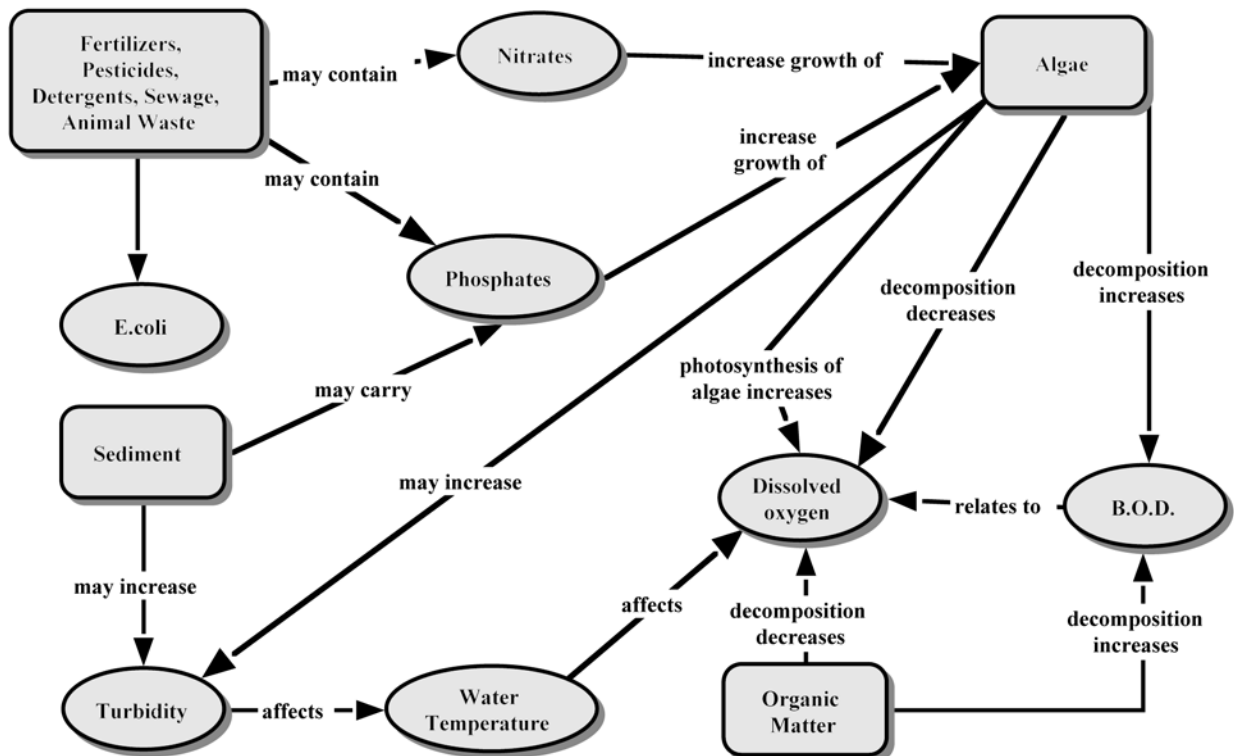 Fertilizers,
Pesticides,
Detergents, Sewage,
Animal Waste
may contain
Nitrates
increase growth of
Algae
may contain
increase
growth of
Phosphates
E.coli
decomposition
decreases
decomposition
increases
photosynthesis of
algae increases
may carry
Sediment
may increase
Dissolved
oxygen
relates to
B.O.D.
may increase
affects
decomposition
decreases
decomposition
increases
Turbidity
affects
Water
Temperature
Organic
Matter